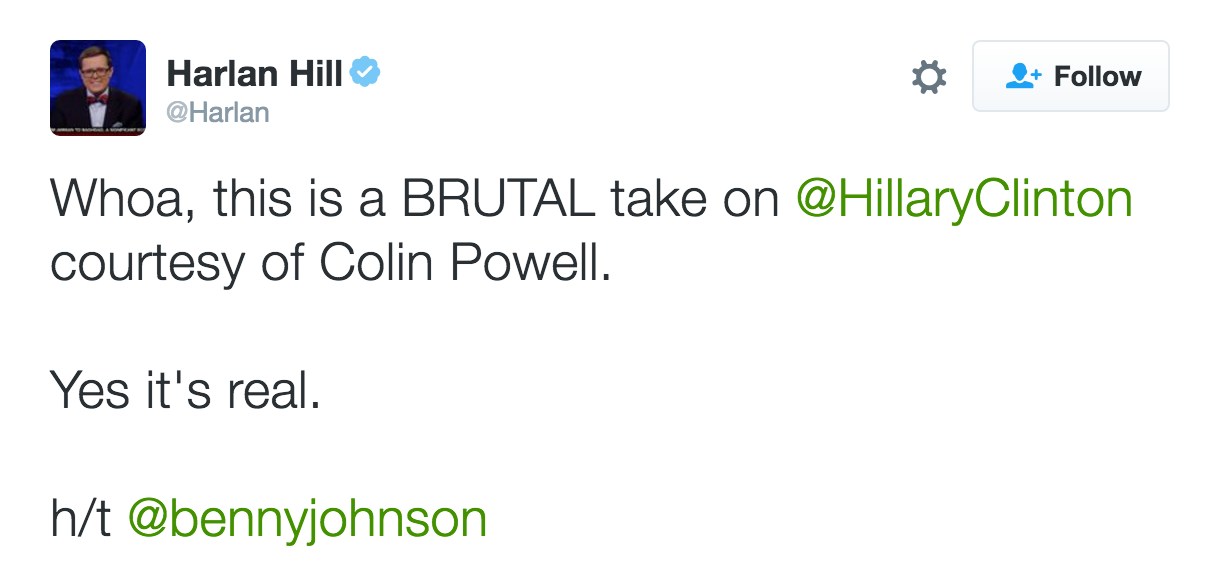 Harlan Hill
@Harlan
Follow
Whoa, this is a BRUTAL take on @HillaryClinton
courtesy of Colin Powell.
Yes it's real.
h/t @bennyjohnson